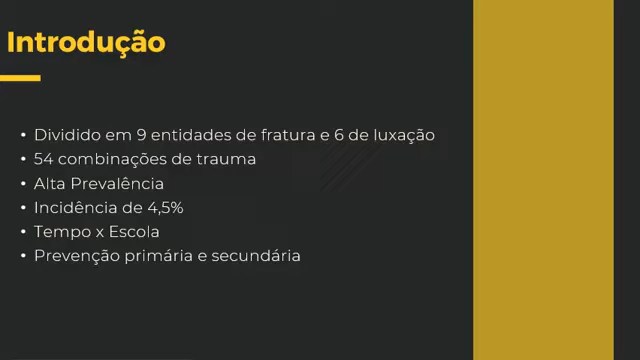 Introdução
• Dividido em 9 entidades de fratura e 6 de luxação
• 54 combinações de trauma
• Alta Prevalência
• Incidência de 4,5%
• Tempo x Escola
• Prevenção primária e secundária